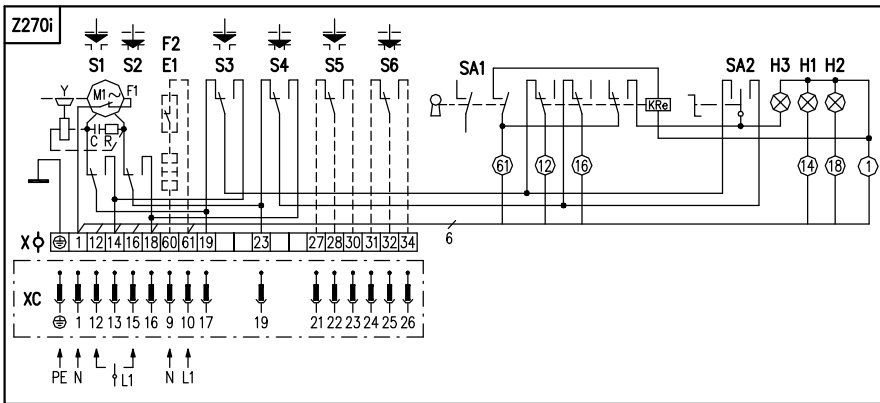 Z270i
F2
S1 S2 E1 S3 S4 S5 S6 SA1 SA2 H3 H1 H2
Y M1 ~ F1
KRe
C R
61 12 16 14 18 1
6
X 1 12 14 16 18 60 61 19 23 27 28 30 31 32 34
XC
1 12 13 15 16 9 10 17 19 21 22 23 24 25 26
PE N L1 N L1